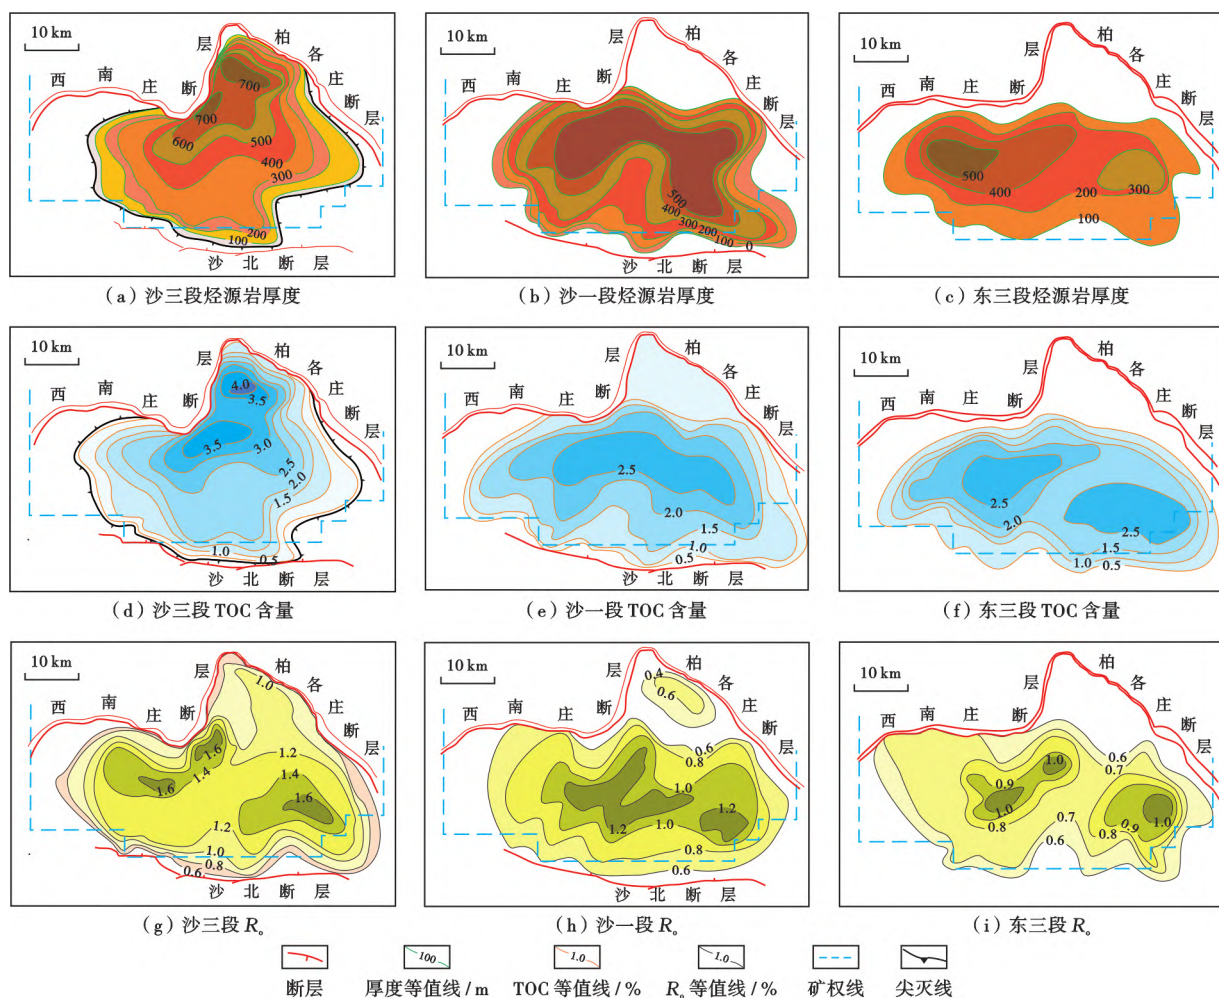 10 km
层 柏 各 庄 断 层
西 南 庄 断
700
700
600
500
400
300
200
100
沙 北 断 层
(a) 沙三段烃源岩厚度
10 km
层 柏 各 庄 断 层
西 南 庄 断
500
400
300
200
100
0
沙 北 断 层
(b) 沙一段烃源岩厚度
10 km
层 柏 各 庄 断 层
西 南 庄 断
500
400
200
300
100
(c) 东三段烃源岩厚度
10 km
层 柏 各 庄 断 层
西 南 庄 断
4.0
3.5
3.5
3.0
2.5
2.0
1.5
1.0
0.5
沙 北 断 层
(d) 沙三段 TOC 含量
10 km
层 柏 各 庄 断 层
西 南 庄 断
2.5
2.0
1.5
1.0
0.5
沙 北 断 层
(e) 沙一段 TOC 含量
10 km
层 柏 各 庄 断 层
西 南 庄 断
2.5
2.0
2.5
1.5
1.0
0.5
(f) 东三段 TOC 含量
10 km
层 柏 各 庄 断 层
西 南 庄 断
1.0
1.6
1.2
1.4
1.4
1.6
1.6
1.2
1.0
0.8
0.6
沙 北 断 层
(g) 沙三段 Rₒ
10 km
层 柏 各 庄 断 层
西 南 庄 断
0.4
0.6
0.6
0.8
1.0
1.2
1.2
1.0
0.8
0.6
沙 北 断 层
(h) 沙一段 Rₒ
10 km
层 柏 各 庄 断 层
西 南 庄 断
0.6
0.7
1.0
0.9
1.0
0.8
0.7
0.6
0.8
0.9
1.0
(i) 东三段 Rₒ
100 1.0 1.0
断层 厚度等值线 / m TOC 等值线 / % Rₒ 等值线 / % 矿权线 尖灭线